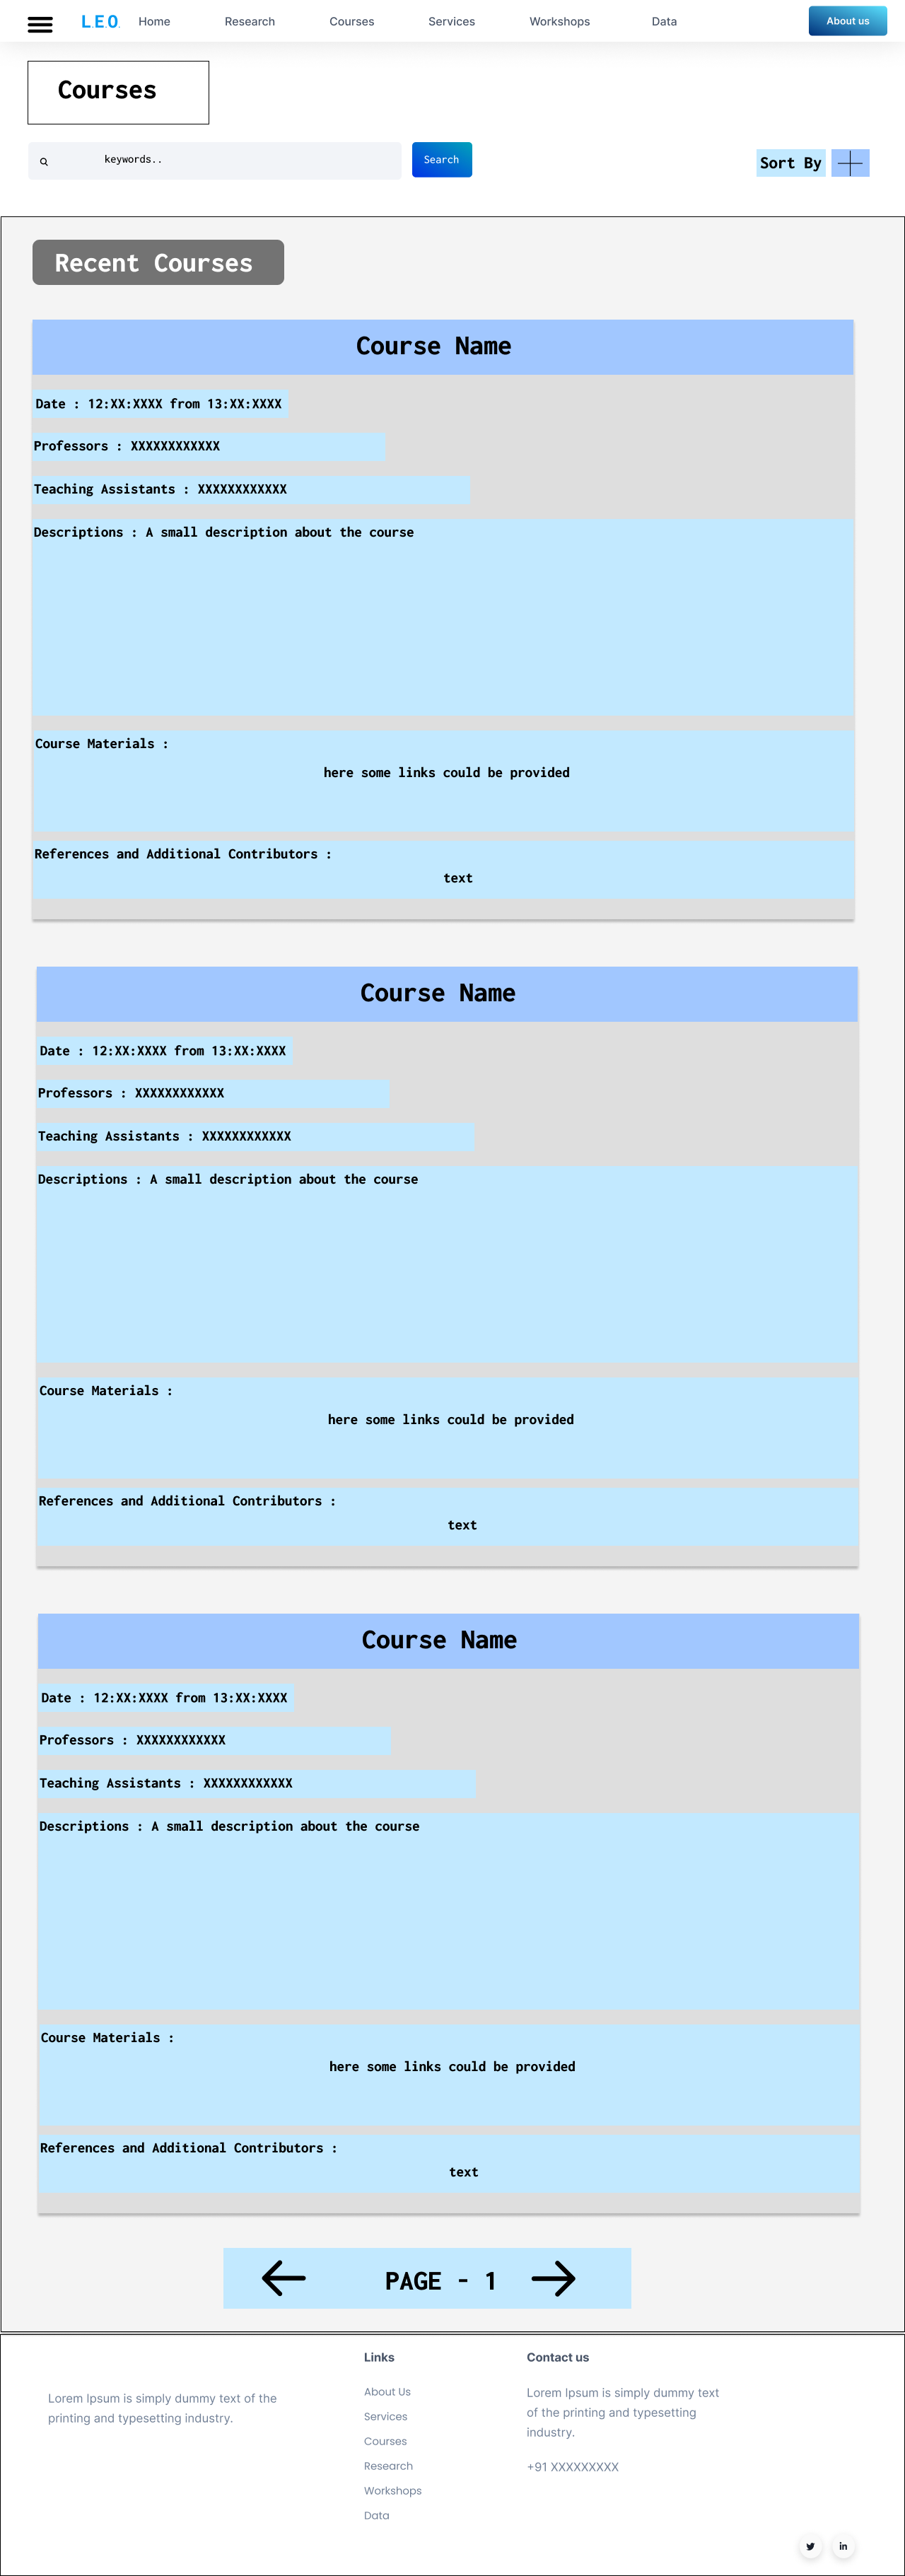 L.E.O. Home Research Courses Services Workshops Data About us
Courses
keywords.. Search Sort By
Recent Courses
Course Name
Date : 12:XX:XXXX from 13:XX:XXXX
Professors : XXXXXXXXXXXX
Teaching Assistants : XXXXXXXXXXXX
Descriptions : A small description about the course
Course Materials :
here some links could be provided
References and Additional Contributors :
text
Course Name
Date : 12:XX:XXXX from 13:XX:XXXX
Professors : XXXXXXXXXXXX
Teaching Assistants : XXXXXXXXXXXX
Descriptions : A small description about the course
Course Materials :
here some links could be provided
References and Additional Contributors :
text
Course Name
Date : 12:XX:XXXX from 13:XX:XXXX
Professors : XXXXXXXXXXXX
Teaching Assistants : XXXXXXXXXXXX
Descriptions : A small description about the course
Course Materials :
here some links could be provided
References and Additional Contributors :
text
PAGE - 1
Lorem Ipsum is simply dummy text of the
printing and typesetting industry.
Links
About Us
Services
Courses
Research
Workshops
Data
Contact us
Lorem Ipsum is simply dummy text
of the printing and typesetting
industry.
+91 XXXXXXXXX
in